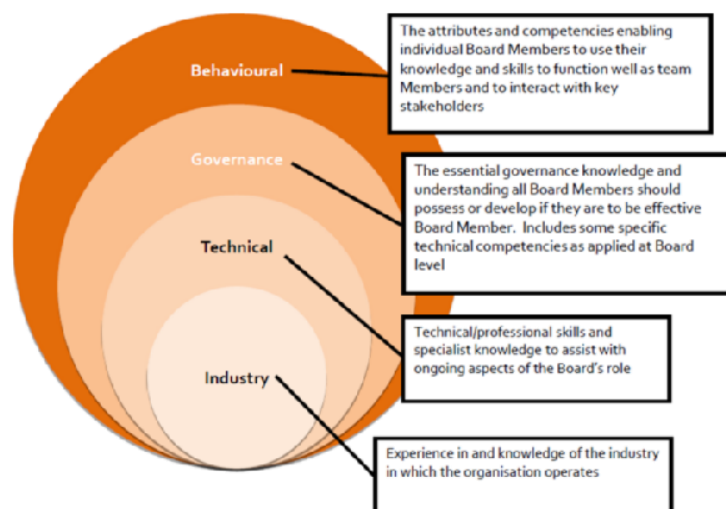 Behavioural
The attributes and competencies enabling
individual Board Members to use their
knowledge and skills to function well as team
Members and to interact with key
stakeholders
Governance
The essential governance knowledge and
understanding all Board Members should
possess or develop if they are to be effective
Board Member. Includes some specific
technical competencies as applied at Board
level
Technical
Technical/professional skills and
specialist knowledge to assist with
ongoing aspects of the Board's role
Industry
Experience in and knowledge of the industry
in which the organisation operates